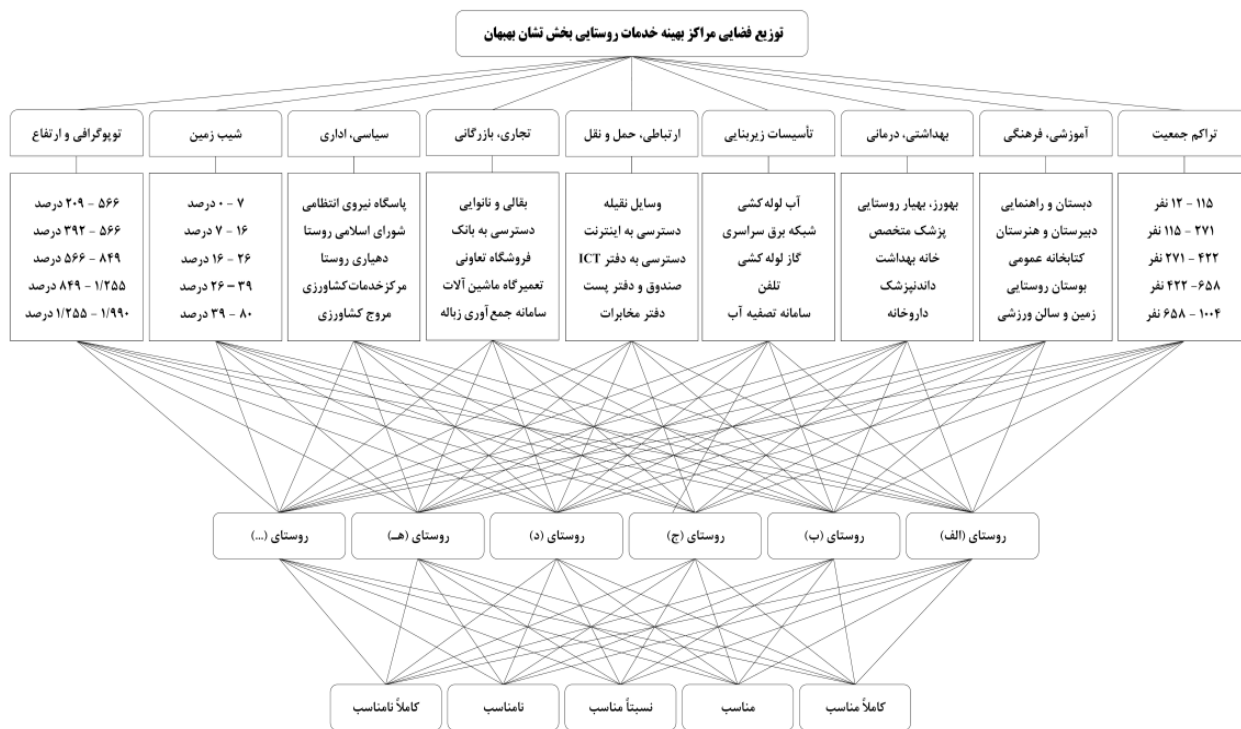 توزیع فضایی مراکز بهینه خدمات روستایی بخش تشان بهبهان
تراکم جمعیت
آموزشی، فرهنگی
بهداشتی، درمانی
تأسیسات زیربنایی
ارتباطی، حمل و نقل
تجاری، بازرگانی
سیاسی، اداری
شیب زمین
توپوگرافی و ارتفاع
۱۱۵ - ۱۲ نفر
۲۷۱ - ۱۱۵ نفر
۴۲۲ - ۲۷۱ نفر
۶۵۸- ۴۲۲ نفر
۱۰۰۴ - ۶۵۸ نفر
دبستان و راهنمایی
دبیرستان و هنرستان
کتابخانه عمومی
بوستان روستایی
زمین و سالن ورزشی
بهورز، بهیار روستایی
پزشک متخصص
خانه بهداشت
داندنپزشک
داروخانه
آب لوله کشی
شبکه برق سراسری
گاز لوله کشی
تلفن
سامانه تصفیه آب
وسایل نقیله
دسترسی به اینترنت
دسترسی به دفتر ICT
صندوق و دفتر پست
دفتر مخابرات
بقالی و نانوایی
دسترسی به بانک
فروشگاه تعاونی
تعمیرگاه ماشین آلات
سامانه جمع آوری زباله
پاسگاه نیروی انتظامی
شورای اسلامی روستا
دهیاری روستا
مرکزخدمات کشاورزی
مروج کشاورزی
۷ - ۰ درصد
۱۶ - ۷ درصد
۲۶ - ۱۶ درصد
۳۹ – ۲۶ درصد
۸۰ - ۳۹ درصد
۵۶۶ - ۲۰۹ درصد
۵۶۶ - ۳۹۲ درصد
۸۴۹ - ۵۶۶ درصد
۱/۲۵۵ - ۸۴۹ درصد
۱/۹۹۰ - ۱/۲۵۵ درصد
روستای (الف)
روستای (ب)
روستای (ج)
روستای (د)
روستای (هـ)
روستای (...)
کاملاً مناسب
مناسب
نسبتاً مناسب
نامناسب
کاملاً نامناسب